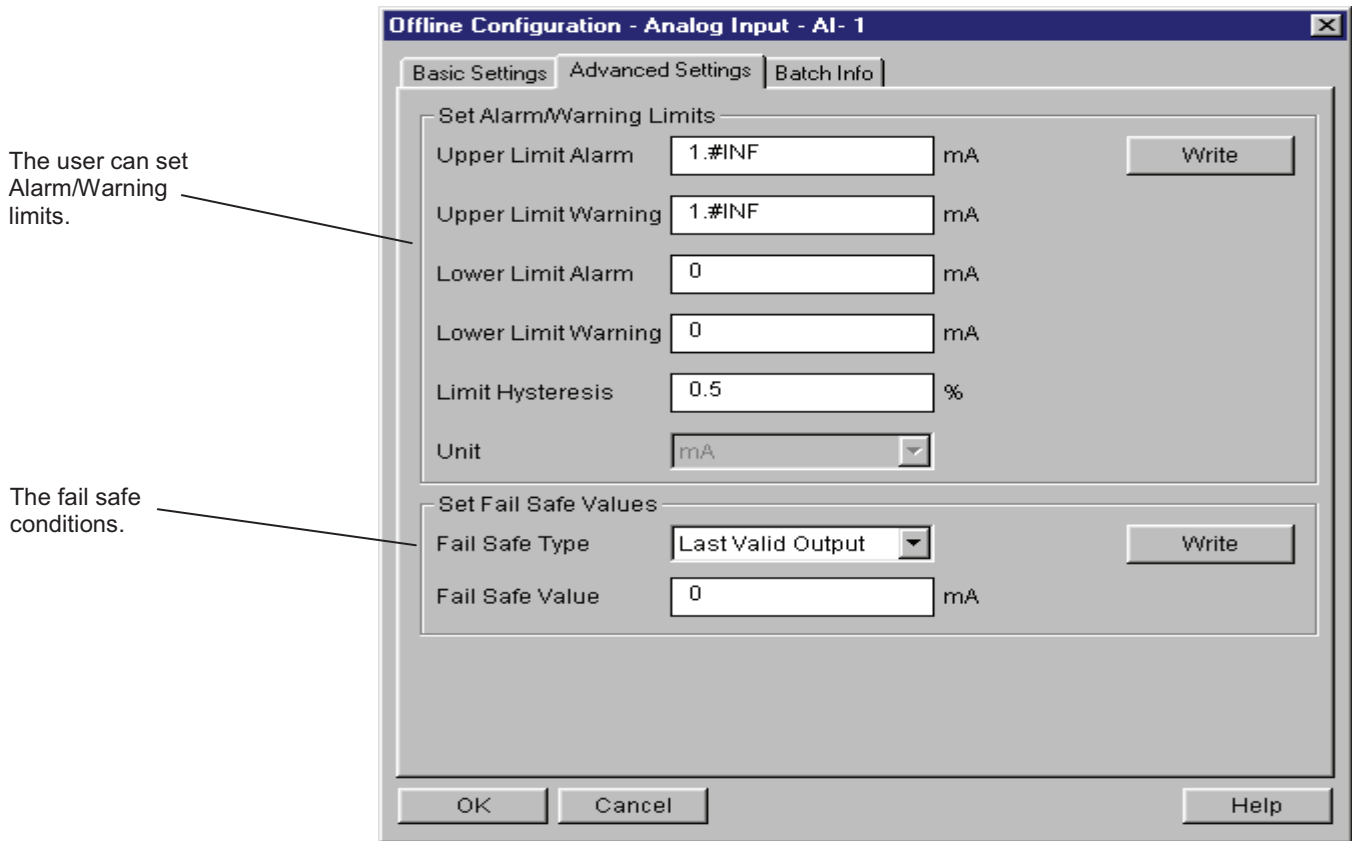 Offline Configuration - Analog Input - AI- 1
Basic Settings
Advanced Settings
Batch Info
Set Alarm/Warning Limits
Upper Limit Alarm 1.#INF mA Write
Upper Limit Warning 1.#INF mA
Lower Limit Alarm 0 mA
Lower Limit Warning 0 mA
Limit Hysteresis 0.5 %
Unit mA
Set Fail Safe Values
Fail Safe Type Last Valid Output Write
Fail Safe Value 0 mA
OK
Cancel
Help
The user can set
Alarm/Warning
limits.
The fail safe
conditions.